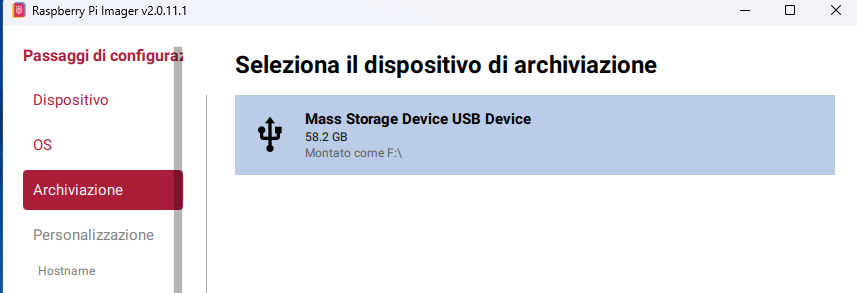 Raspberry Pi Imager v2.0.11.1
Passaggi di configuraz
Dispositivo
OS
Archiviazione
Personalizzazione
Hostname
Seleziona il dispositivo di archiviazione
Mass Storage Device USB Device
58.2 GB
Montato come F:\